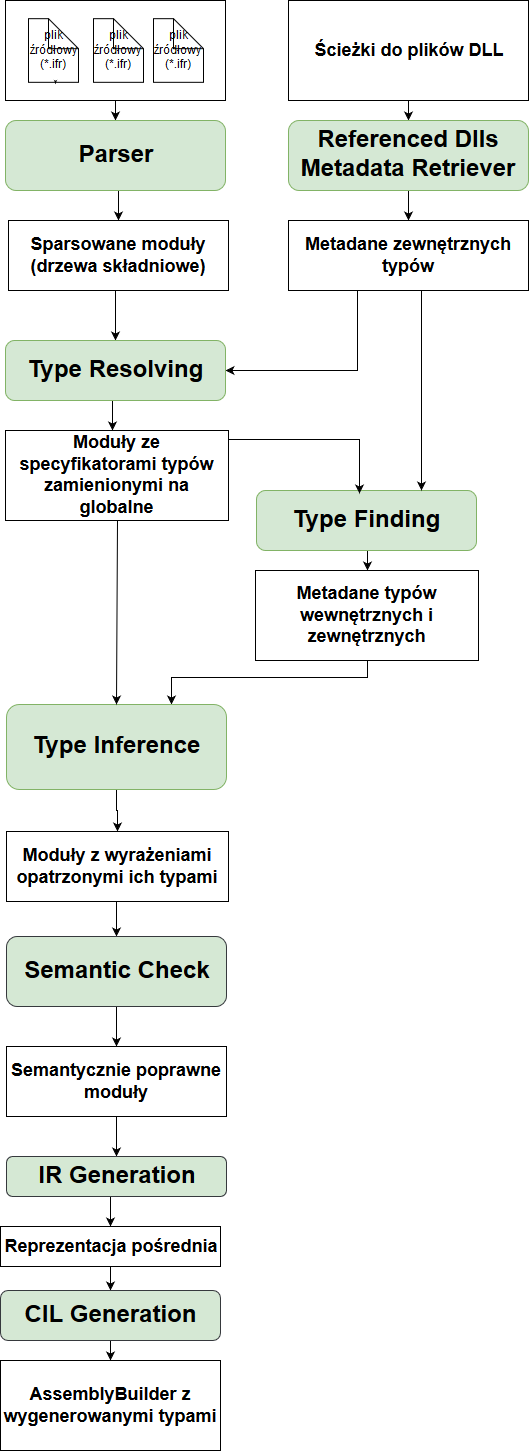 plik
źródłowy
(*.ifr)
plik
źródłowy
(*.ifr)
plik
źródłowy
(*.ifr)
Ścieżki do plików DLL
Parser
Referenced Dlls
Metadata Retriever
Sparsowane moduły
(drzewa składniowe)
Metadane zewnętrznych
typów
Type Resolving
Moduły ze
specyfikatorami typów
zamienionymi na
globalne
Type Finding
Metadane typów
wewnętrznych i
zewnętrznych
Type Inference
Moduły z wyrażeniami
opatrzonymi ich typami
Semantic Check
Semantycznie poprawne
moduły
IR Generation
Reprezentacja pośrednia
CIL Generation
AssemblyBuilder z
wygenerowanymi typami